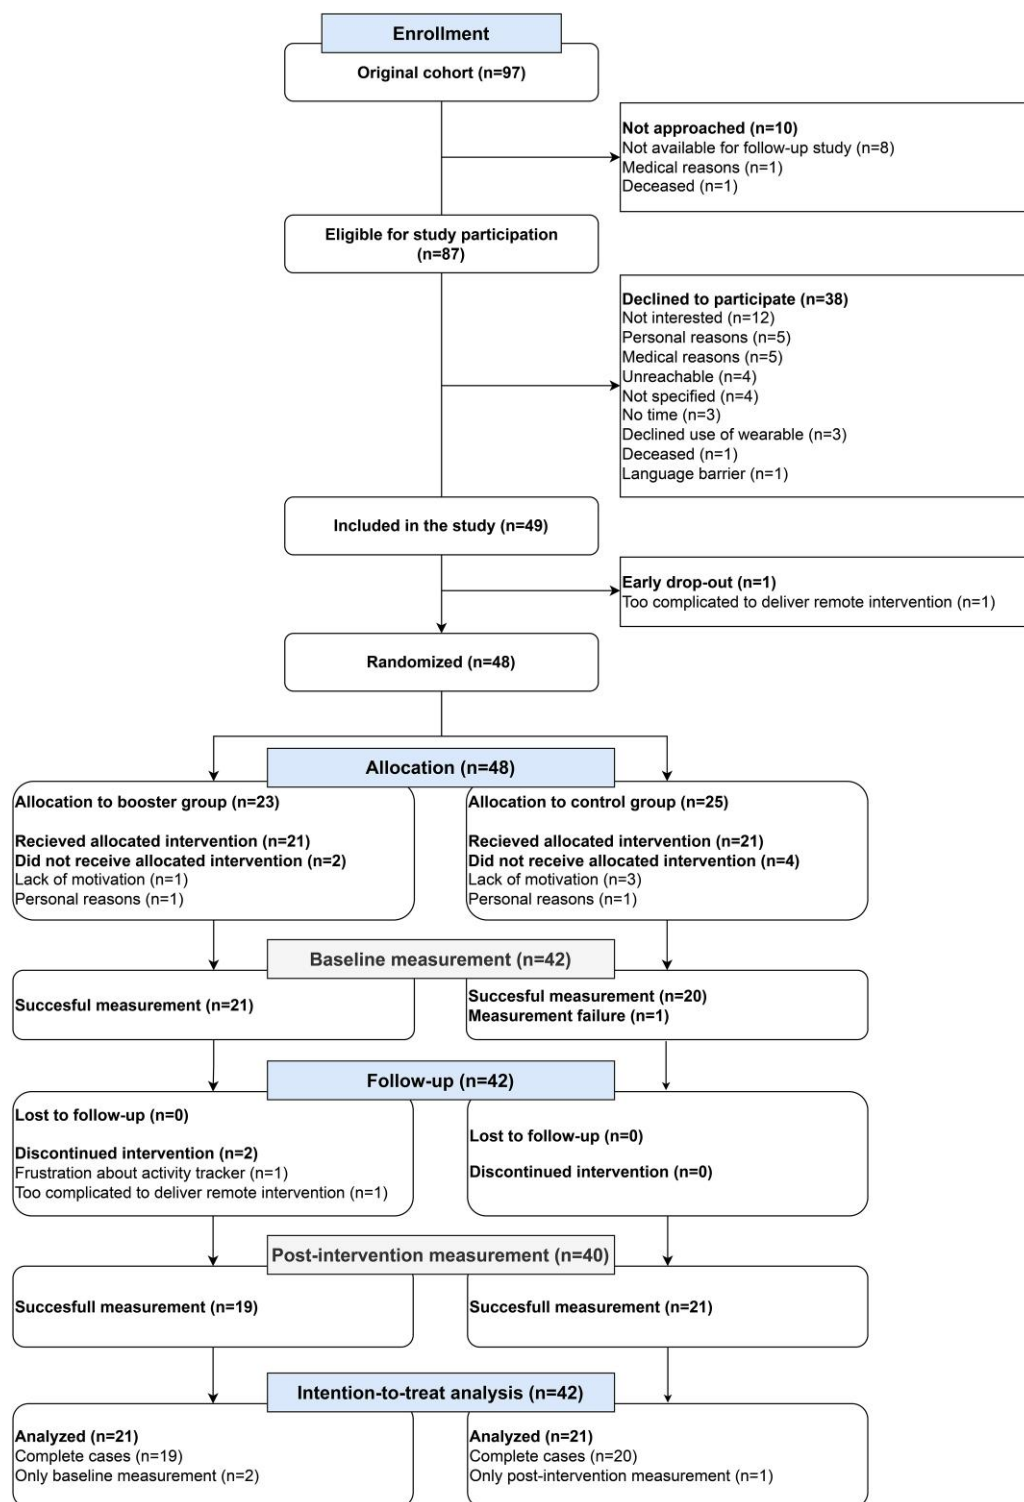 Enrollment
Original cohort (n=97)
Not approached (n=10)
Not available for follow-up study (n=8)
Medical reasons (n=1)
Deceased (n=1)
Eligible for study participation
(n=87)
Declined to participate (n=38)
Not interested (n=12)
Personal reasons (n=5)
Medical reasons (n=5)
Unreachable (n=4)
Not specified (n=4)
No time (n=3)
Declined use of wearable (n=3)
Deceased (n=1)
Language barrier (n=1)
Included in the study (n=49)
Early drop-out (n=1)
Too complicated to deliver remote intervention (n=1)
Randomized (n=48)
Allocation (n=48)
Allocation to booster group (n=23)
Recieved allocated intervention (n=21)
Did not receive allocated intervention (n=2)
Lack of motivation (n=1)
Personal reasons (n=1)
Allocation to control group (n=25)
Recieved allocated intervention (n=21)
Did not receive allocated intervention (n=4)
Lack of motivation (n=3)
Personal reasons (n=1)
Baseline measurement (n=42)
Succesful measurement (n=21)
Succesful measurement (n=20)
Measurement failure (n=1)
Follow-up (n=42)
Lost to follow-up (n=0)
Discontinued intervention (n=2)
Frustration about activity tracker (n=1)
Too complicated to deliver remote intervention (n=1)
Lost to follow-up (n=0)
Discontinued intervention (n=0)
Post-intervention measurement (n=40)
Succesfull measurement (n=19)
Succesfull measurement (n=21)
Intention-to-treat analysis (n=42)
Analyzed (n=21)
Complete cases (n=19)
Only baseline measurement (n=2)
Analyzed (n=21)
Complete cases (n=20)
Only post-intervention measurement (n=1)